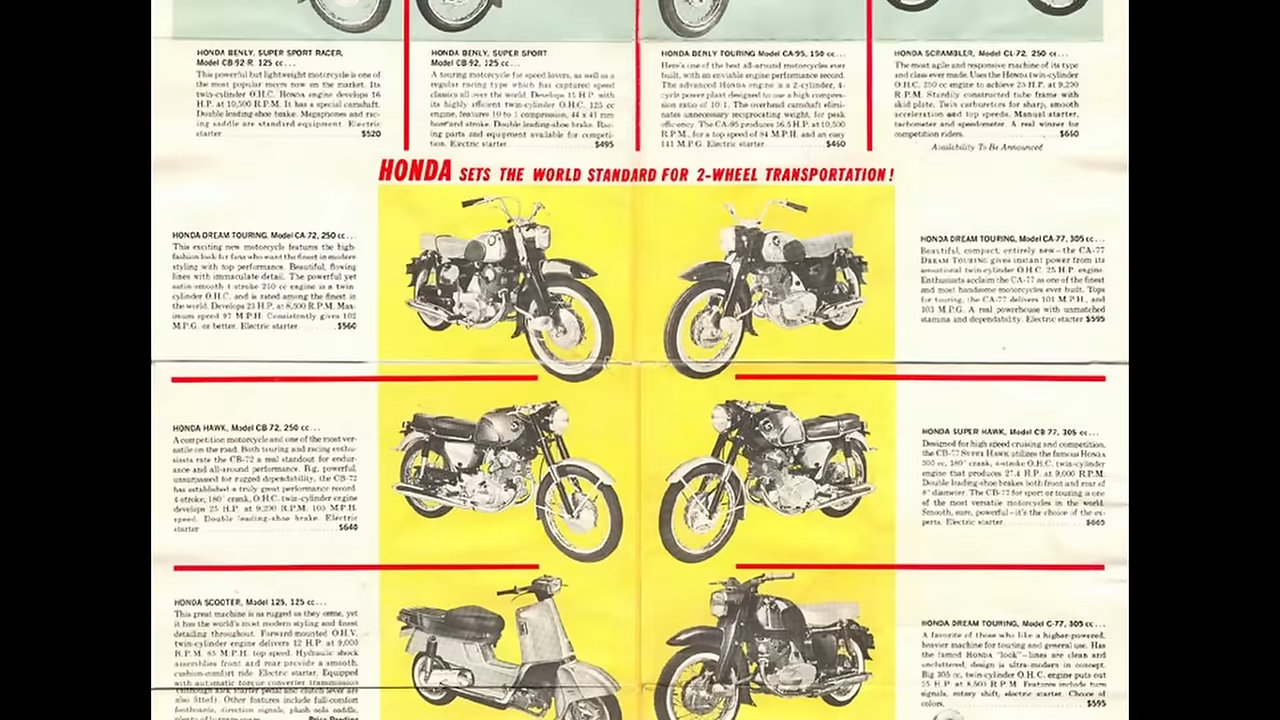 HONDA BENLY, SUPER SPORT RACER,
Model CB-92-R, 125 cc...
This powerful but lightweight motorcycle is one of
the most popular racers now on the market. Its
twin-cylinder O.H.C. HONDA engine develops 16
H.P. at 10,500 R.P.M. It has a special camshaft.
Double leading-shoe brake. Megaphones and rac-
ing saddle are standard equipment. Electric
starter $520
HONDA BENLY, SUPER SPORT
Model CB-92, 125 cc...
A touring motorcycle for speed lovers, as well as a
regular racing type which has captured speed
classics all over the world. Develops 15 H.P. with
its highly efficient twin-cylinder O.H.C. 125 cc
engine, features 10 to 1 compression, 44 x 41 mm
bore and stroke. Double leading-shoe brake. Rac-
ing parts and equipment available for competi-
tion. Electric starter $495
HONDA BENLY TOURING Model CA-95, 150 cc...
Here's one of the best all-around motorcycles ever
built, with an enviable engine performance record.
The advanced HONDA engine is a 2-cylinder, 4-
cycle power plant designed to use a high compres-
sion ratio of 10:1. The overhead camshaft elimi-
nates unnecessary reciprocating weight, for peak
efficiency. The CA-95 produces 16.5 H.P. at 10,500
R.P.M., for a top speed of 84 M.P.H. and an easy
141 M.P.G. Electric starter $460
HONDA SCRAMBLER, Model CL-72, 250 cc...
The most agile and responsive machine of its type
and class ever made. Uses the HONDA twin-cylinder
O.H.C. 250 cc engine to achieve 25 H.P. at 9,200
R.P.M. Sturdily constructed tube frame with
skid plate. Twin carburetors for sharp, smooth
acceleration and top speeds. Manual starter,
tachometer and speedometer. A real winner for
competition riders. $660
Availability To Be Announced
HONDA SETS THE WORLD STANDARD FOR 2-WHEEL TRANSPORTATION!
HONDA DREAM TOURING, Model CA-72, 250 cc...
This exciting new motorcycle features the high-
fashion look for fans who want the finest in modern
styling with top performance. Beautiful, flowing
lines with immaculate detail. The powerful yet
satin-smooth 4-stroke 250 cc engine is a twin-
cylinder O.H.C. and is rated among the finest in
the world. Develops 23 H.P. at 8,500 R.P.M. Max-
imum speed 97 M.P.H. Consistently gives 102
M.P.G. or better. Electric starter $560
HONDA DREAM TOURING, Model CA-77, 305 cc...
Beautiful, compact, entirely new—the CA-77
DREAM TOURING gives instant power from its
sensational twin-cylinder O.H.C. 25 H.P. engine.
Enthusiasts acclaim the CA-77 as one of the finest
and most handsome motorcycles ever built. Tops
for touring, the CA-77 delivers 101 M.P.H., and
103 M.P.G. A real powerhouse with unmatched
stamina and dependability. Electric starter $595
HONDA HAWK, Model CB-72, 250 cc...
A competition motorcycle and one of the most ver-
satile on the road. Both touring and racing enthu-
siasts rate the CB-72 a real standout for endur-
ance and all-around performance. Big, powerful,
unsurpassed for rugged dependability, the CB-72
has established a truly great performance record.
4-stroke, 180° crank, O.H.C. twin-cylinder engine
develops 25 H.P. at 9,200 R.P.M. 105 M.P.H.
speed. Double leading-shoe brake. Electric
starter $640
HONDA SUPER HAWK, Model CB-77, 305 cc...
Designed for high speed cruising and competition,
the CB-77 SUPER HAWK utilizes the famous HONDA
305 cc, 180° crank, 4-stroke O.H.C. twin-cylinder
engine that produces 27.4 H.P. at 9,000 R.P.M.
Double leading-shoe brakes both front and rear of
8" diameter. The CB-77 for sport or touring is one
of the most versatile motorcycles in the world.
Smooth, sure, powerful—it's the choice of the ex-
perts. Electric starter $665
HONDA SCOOTER, Model 125, 125 cc...
This great machine is as rugged as they come, yet
it has the world's most modern styling and finest
detailing throughout. Forward-mounted O.H.V.
twin-cylinder engine delivers 12 H.P. at 9,000
R.P.M. 65 M.P.H. top speed. Hydraulic shock
assemblies front and rear provide a smooth,
cushion-comfort ride. Electric starter. Equipped
with automatic torque converter transmission
(although kick starter pedal and clutch lever are
also fitted). Other features include full-comfort
footboards, direction signals, plush sofa saddle,
plenty of luggage space. Price Pending
HONDA DREAM TOURING, Model C-77, 305 cc...
A favorite of those who like a higher-powered,
heavier machine for touring and general use. Has
the famed HONDA "look"—lines are clean and
uncluttered, design is ultra-modern in concept.
Big 305 cc, twin-cylinder O.H.C. engine puts out
25 H.P. at 8,500 R.P.M. Features include turn
signals, rotary shift, electric starter. Choice of
colors. $595